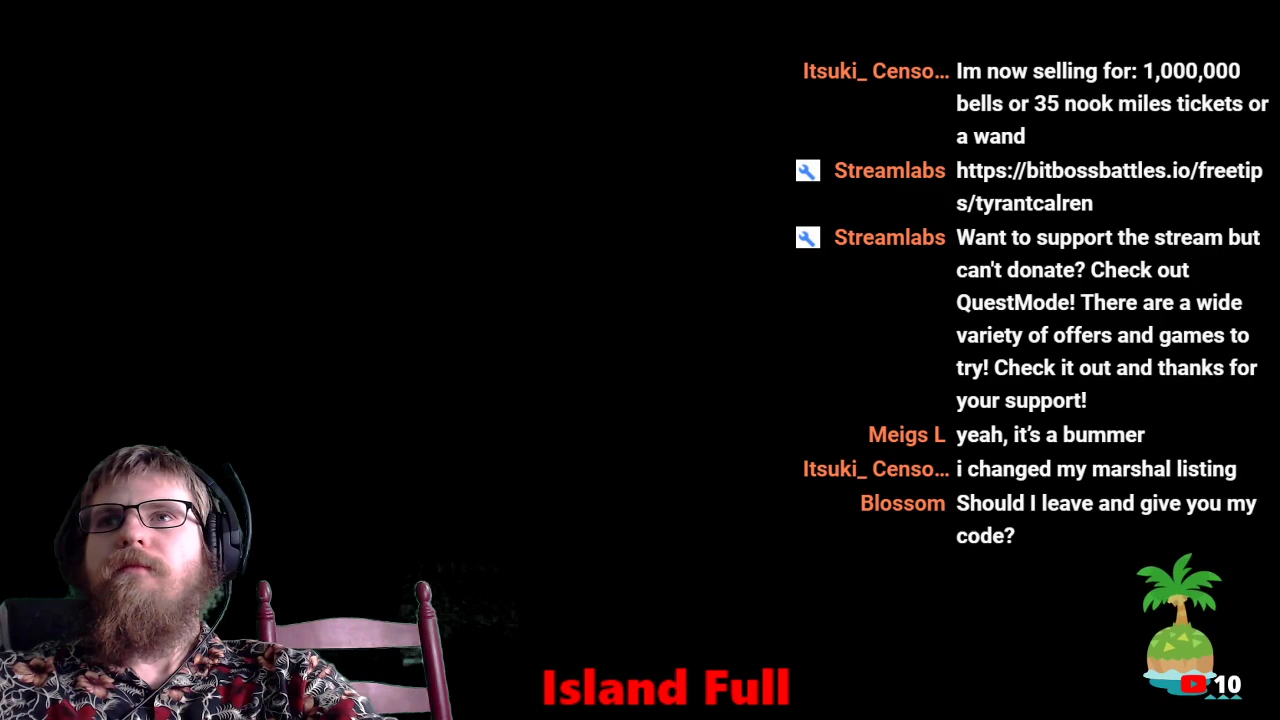 Itsuki_ Censo… Im now selling for: 1,000,000
bells or 35 nook miles tickets or
a wand
Streamlabs https://bitbossbattles.io/freetip
s/tyrantcalren
Streamlabs Want to support the stream but
can't donate? Check out
QuestMode! There are a wide
variety of offers and games to
try! Check it out and thanks for
your support!
Meigs L yeah, it’s a bummer
Itsuki_ Censo… i changed my marshal listing
Blossom Should I leave and give you my
code?
Island Full
10